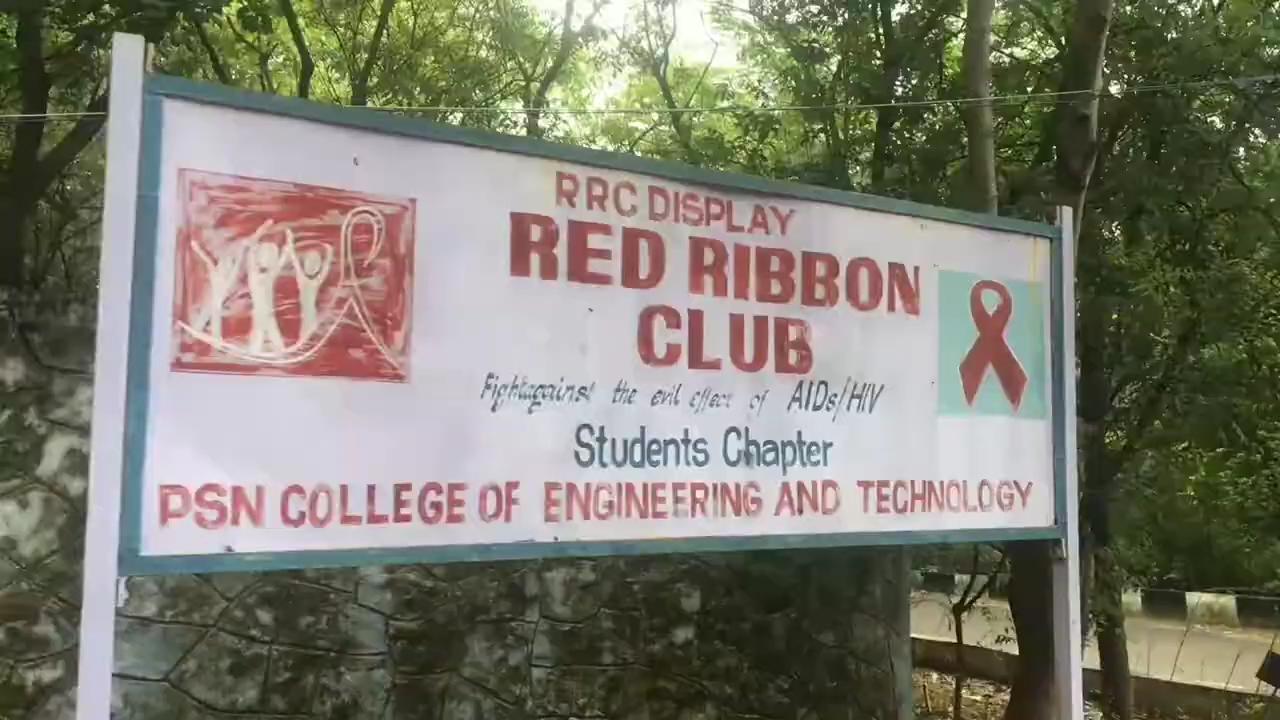 RRC DISPLAY
RED RIBBON
CLUB
Fightagainst the evil effect of AIDs/HIV
Students Chapter
PSN COLLEGE OF ENGINEERING AND TECHNOLOGY